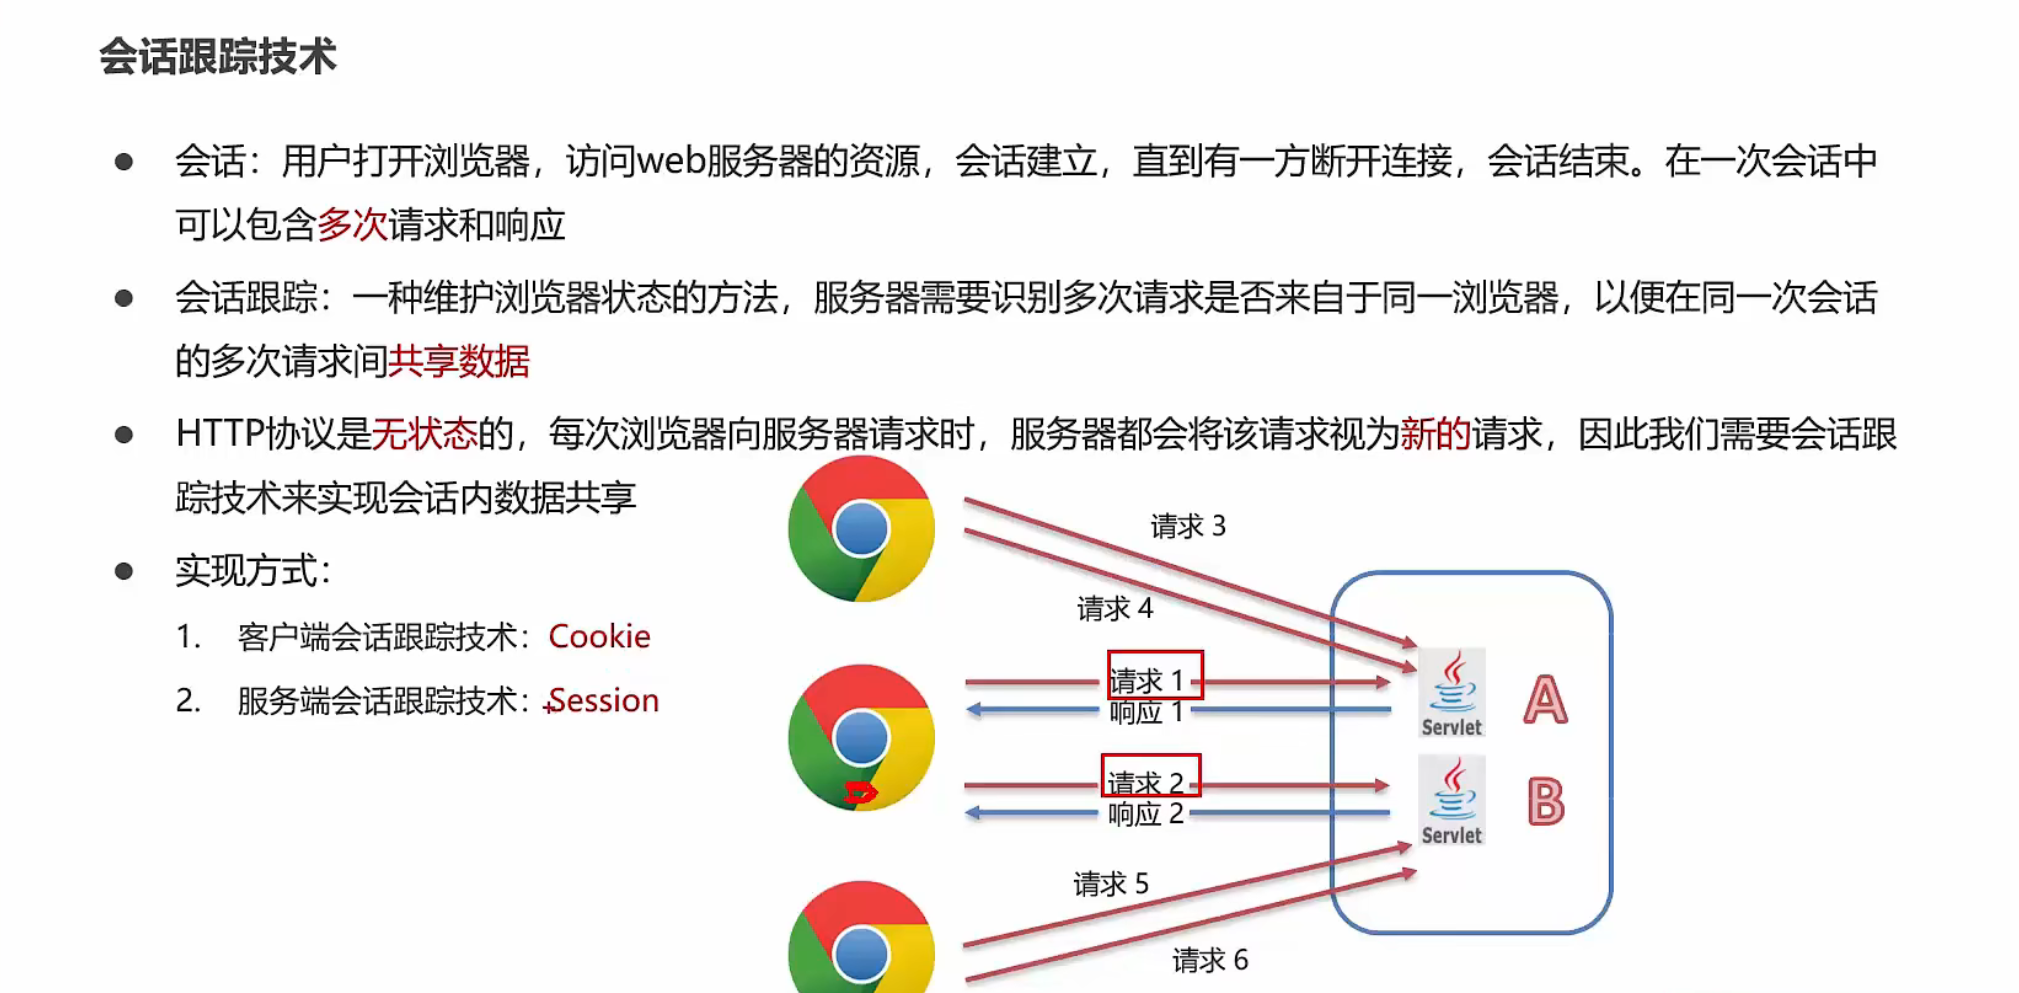 会话跟踪技术
● 会话：用户打开浏览器，访问web服务器的资源，会话建立，直到有一方断开连接，会话结束。在一次会话中
可以包含多次请求和响应
● 会话跟踪：一种维护浏览器状态的方法，服务器需要识别多次请求是否来自于同一浏览器，以便在同一次会话
的多次请求间共享数据
● HTTP协议是无状态的，每次浏览器向服务器请求时，服务器都会将该请求视为新的请求，因此我们需要会话跟
踪技术来实现会话内数据共享
● 实现方式：
1. 客户端会话跟踪技术：Cookie
2. 服务端会话跟踪技术：Session
请求 3
请求 4
请求 1
响应 1
Servlet
A
请求 2
响应 2
Servlet
B
请求 5
请求 6